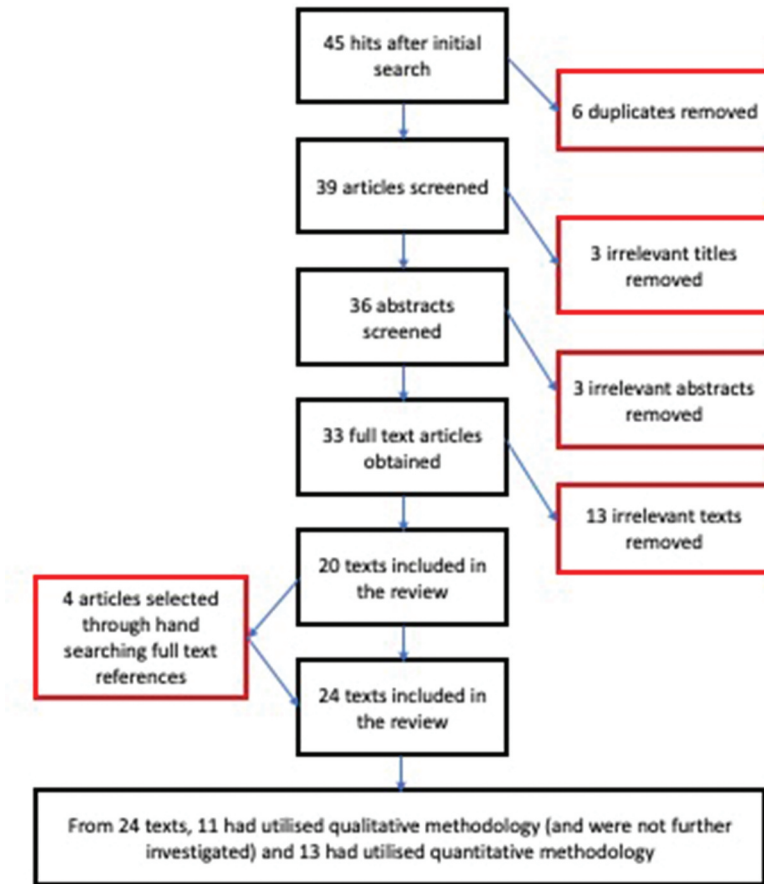 45 hits after initial
search
6 duplicates removed
39 articles screened
3 irrelevant titles
removed
36 abstracts
screened
3 irrelevant abstracts
removed
33 full text articles
obtained
13 irrelevant texts
removed
20 texts included in
the review
4 articles selected
through hand
searching full text
references
24 texts included in
the review
From 24 texts, 11 had utilised qualitative methodology (and were not further
investigated) and 13 had utilised quantitative methodology